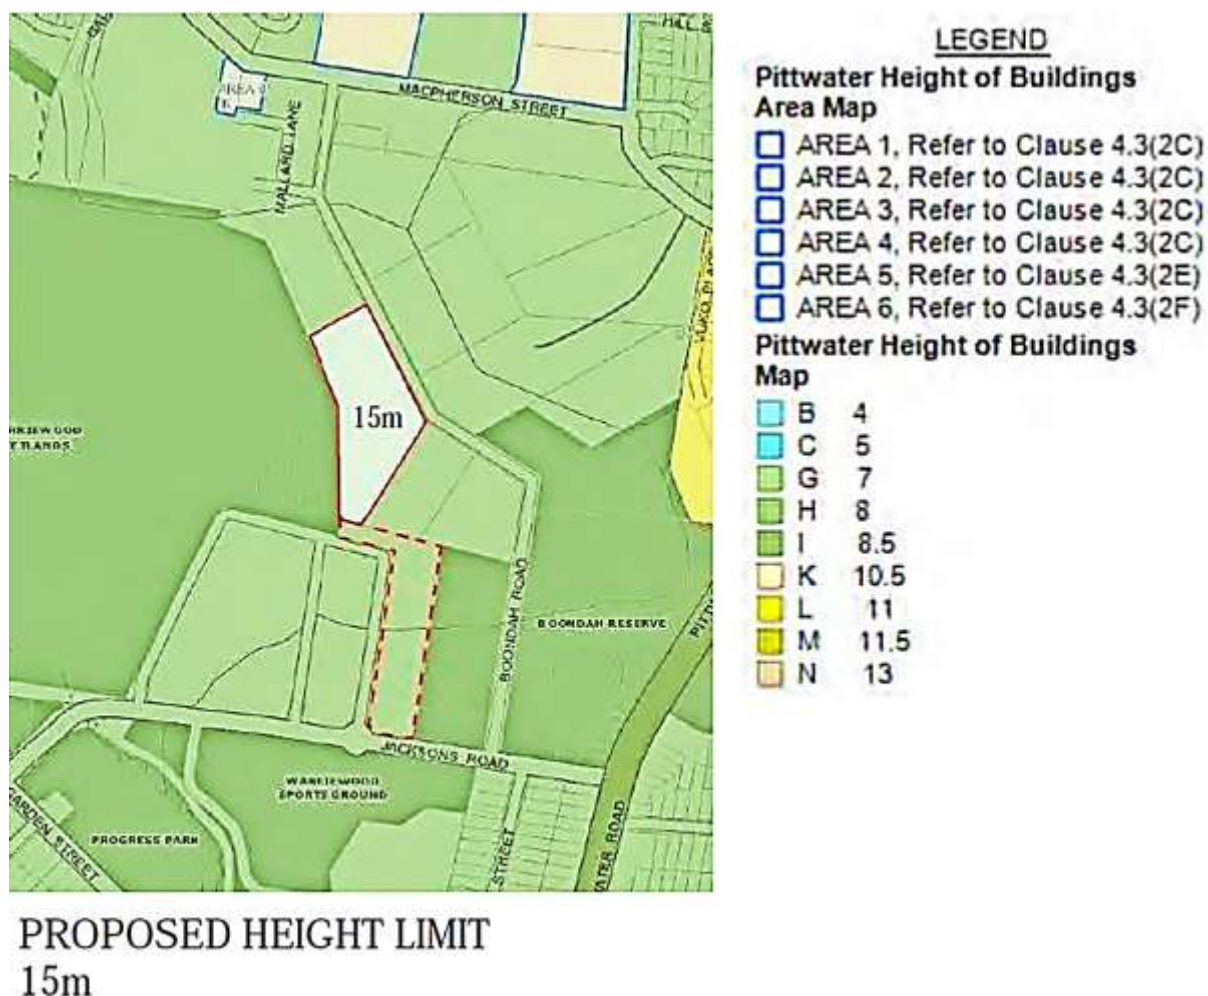 HILL
MACPHERSON STREET
AREA
MALLARD LANE
15m
BOONDAH ROAD
BOONDAH RESERVE
JACKSONS ROAD
WARRIEWOOD
SPORTS GROUND
PROGRESS PARK
GARDEN STREET
STREET
ATER ROAD
LEGEND
Pittwater Height of Buildings
Area Map
AREA 1, Refer to Clause 4.3(2C)
AREA 2, Refer to Clause 4.3(2C)
AREA 3, Refer to Clause 4.3(2C)
AREA 4, Refer to Clause 4.3(2C)
AREA 5, Refer to Clause 4.3(2E)
AREA 6, Refer to Clause 4.3(2F)
Pittwater Height of Buildings
Map
B 4
C 5
G 7
H 8
I 8.5
K 10.5
L 11
M 11.5
N 13
PROPOSED HEIGHT LIMIT
15m